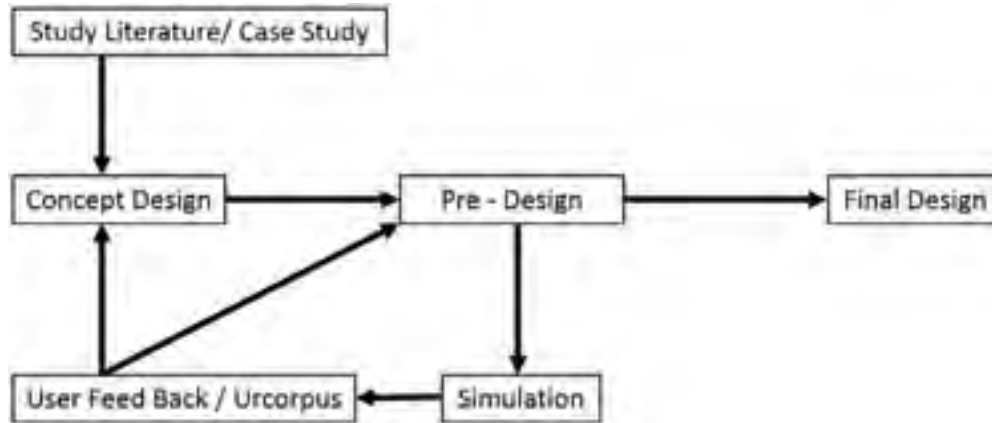 Study Literature/ Case Study
Concept Design
Pre - Design
Final Design
User Feed Back / Urcorpus
Simulation